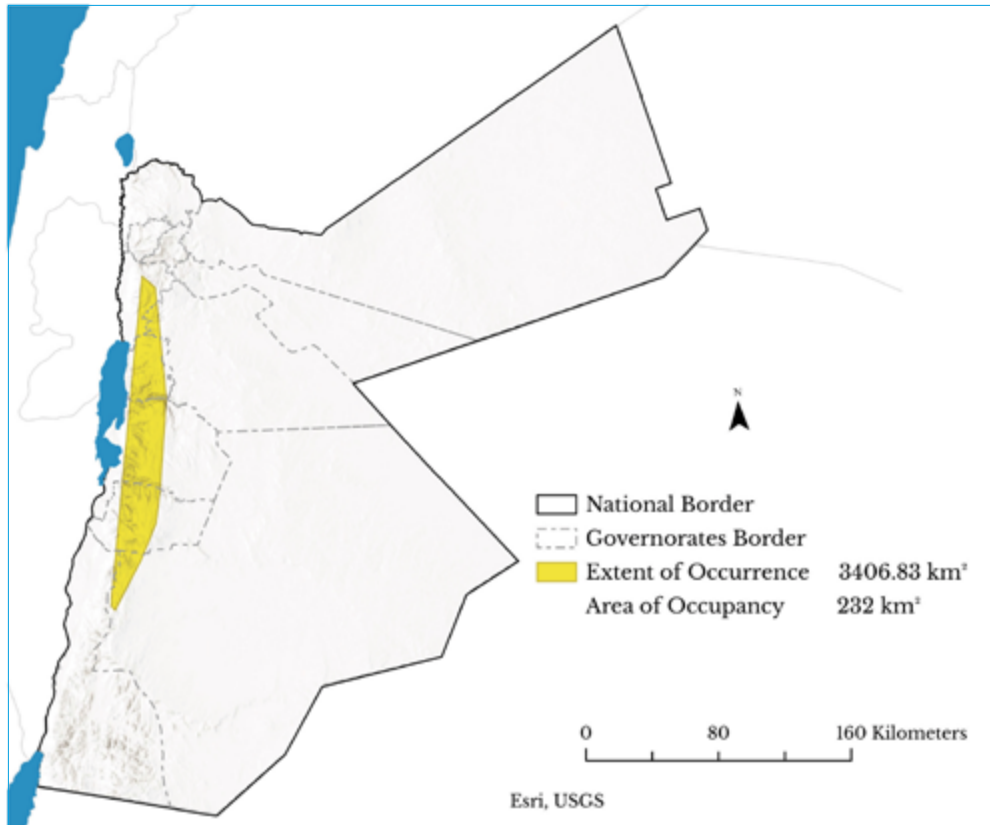 N
National Border
Governorates Border
Extent of Occurrence 3406.83 km²
Area of Occupancy 232 km²
0 80 160 Kilometers
Esri, USGS